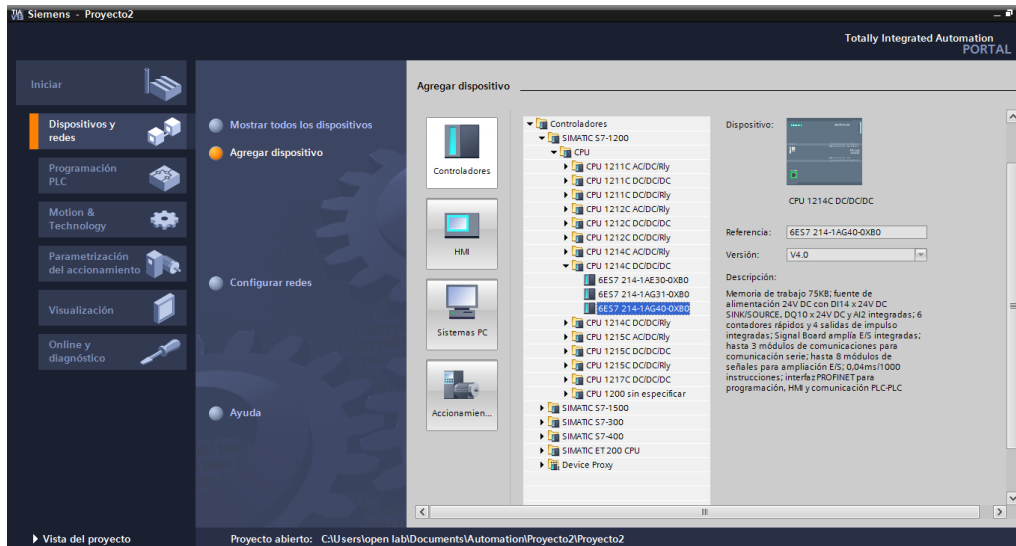 Siemens - Proyecto2
Totally Integrated Automation
PORTAL
Iniciar
Dispositivos y
redes
Programación
PLC
Motion &
Technology
Parametrización
del accionamiento
Visualización
Online y
diagnóstico
Mostrar todos los dispositivos
Agregar dispositivo
Configurar redes
Ayuda
Agregar dispositivo
Controladores
HMI
Sistemas PC
Accionamien...
Controladores
SIMATIC S7-1200
CPU
CPU 1211C AC/DC/Rly
CPU 1211C DC/DC/DC
CPU 1211C DC/DC/Rly
CPU 1212C AC/DC/Rly
CPU 1212C DC/DC/DC
CPU 1212C DC/DC/Rly
CPU 1214C AC/DC/Rly
CPU 1214C DC/DC/DC
6ES7 214-1AE30-0XB0
6ES7 214-1AG31-0XB0
6ES7 214-1AG40-0XB0
CPU 1214C DC/DC/Rly
CPU 1215C AC/DC/Rly
CPU 1215C DC/DC/DC
CPU 1215C DC/DC/Rly
CPU 1217C DC/DC/DC
CPU 1200 sin especificar
SIMATIC S7-1500
SIMATIC S7-300
SIMATIC S7-400
SIMATIC ET 200 CPU
Device Proxy
Dispositivo:
CPU 1214C DC/DC/DC
Referencia: 6ES7 214-1AG40-0XB0
Versión: V4.0
Descripción:
Memoria de trabajo 75KB; fuente de
alimentación 24V DC con DI14 x 24V DC
SINK/SOURCE, DQ10 x 24V DC y AI2 integradas; 6
contadores rápidos y 4 salidas de impulso
integradas; Signal Board amplía E/S integradas;
hasta 3 módulos de comunicaciones para
comunicación serie; hasta 8 módulos de
señales para ampliación E/S; 0,04ms/1000
instrucciones; interfaz PROFINET para
programación, HMI y comunicación PLC-PLC
Vista del proyecto
Proyecto abierto: C:\Users\open lab\Documents\Automation\Proyecto2\Proyecto2